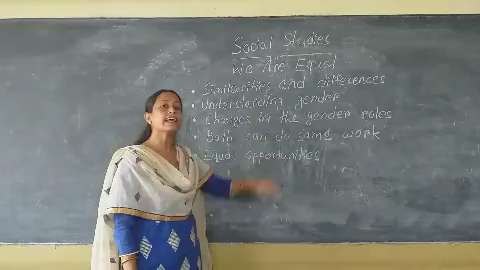 Social Studies
We Are Equal
• Similarities and differences
• Understanding gender
• Changes in the gender roles
• Both can do same work
• Equal opportunities